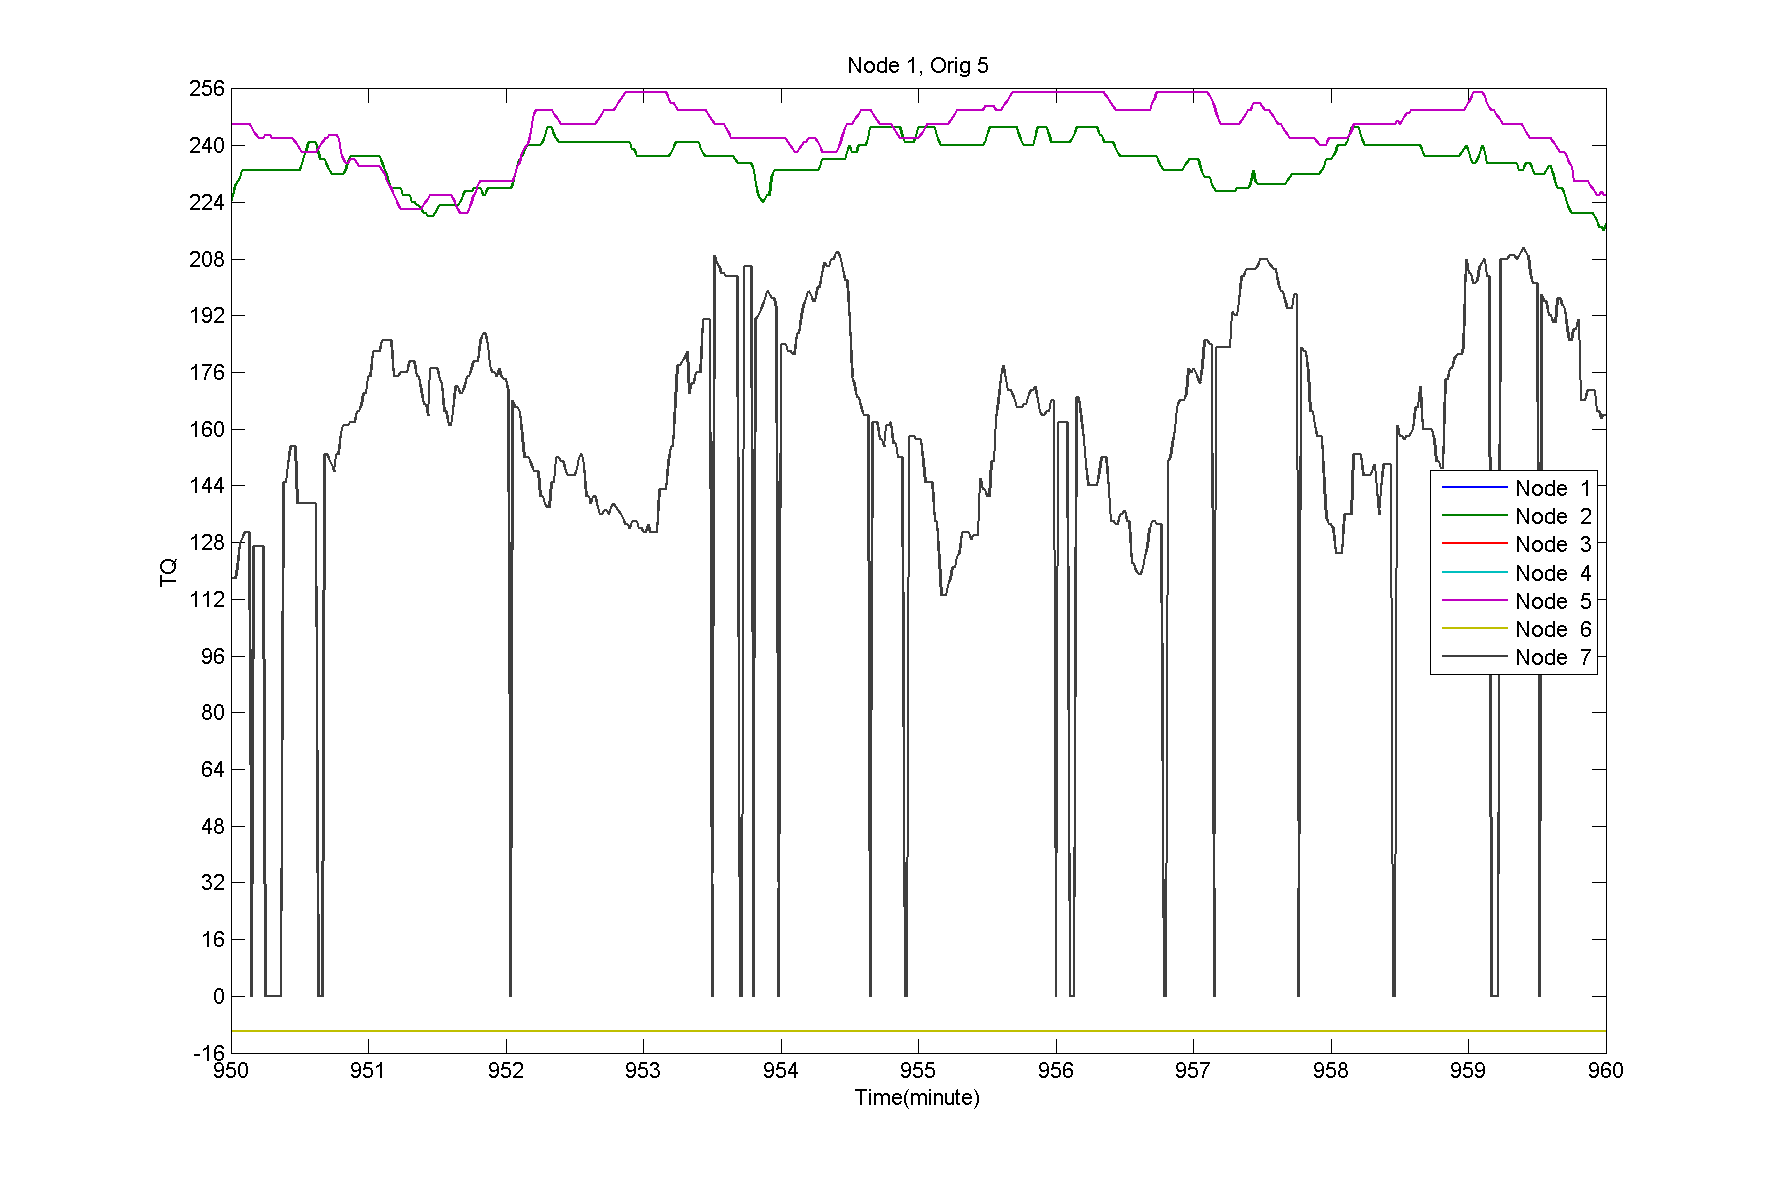 Node 1, Orig 5
256
240
224
208
192
176
160
144
128
112
96
80
64
48
32
16
0
-16
TQ
Node 1
Node 2
Node 3
Node 4
Node 5
Node 6
Node 7
950 951 952 953 954 955 956 957 958 959 960
Time(minute)